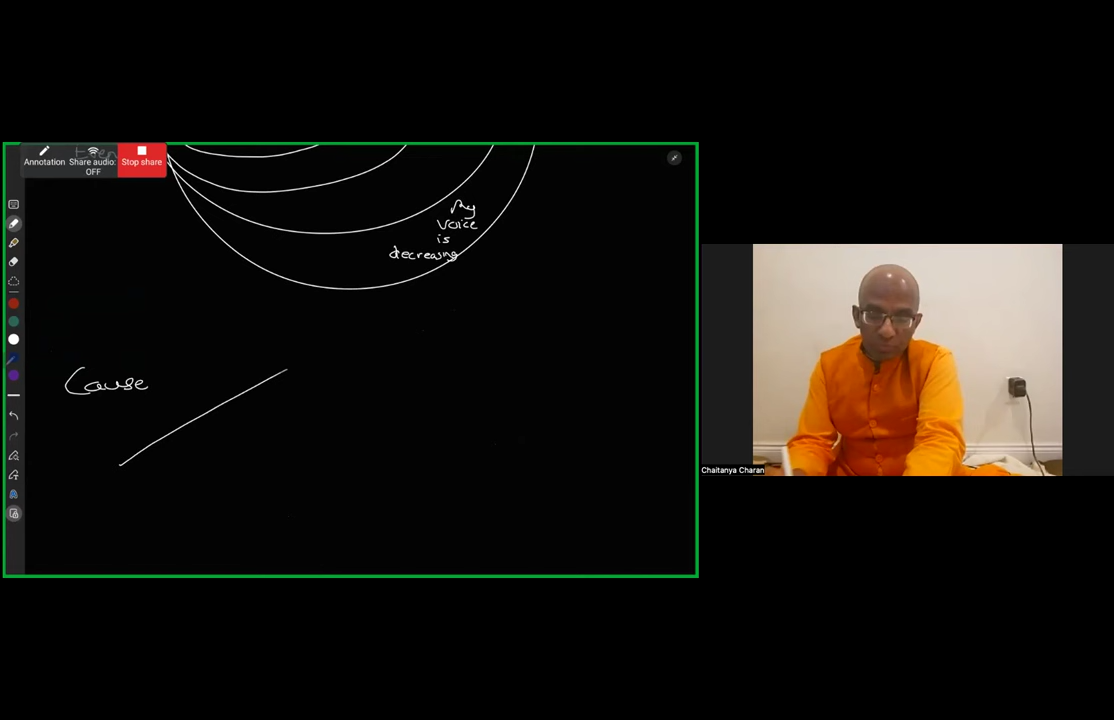 Annotation
Share audio:
OFF
Stop share
My
voice
is
decreasing
Cause
Chaitanya Charan